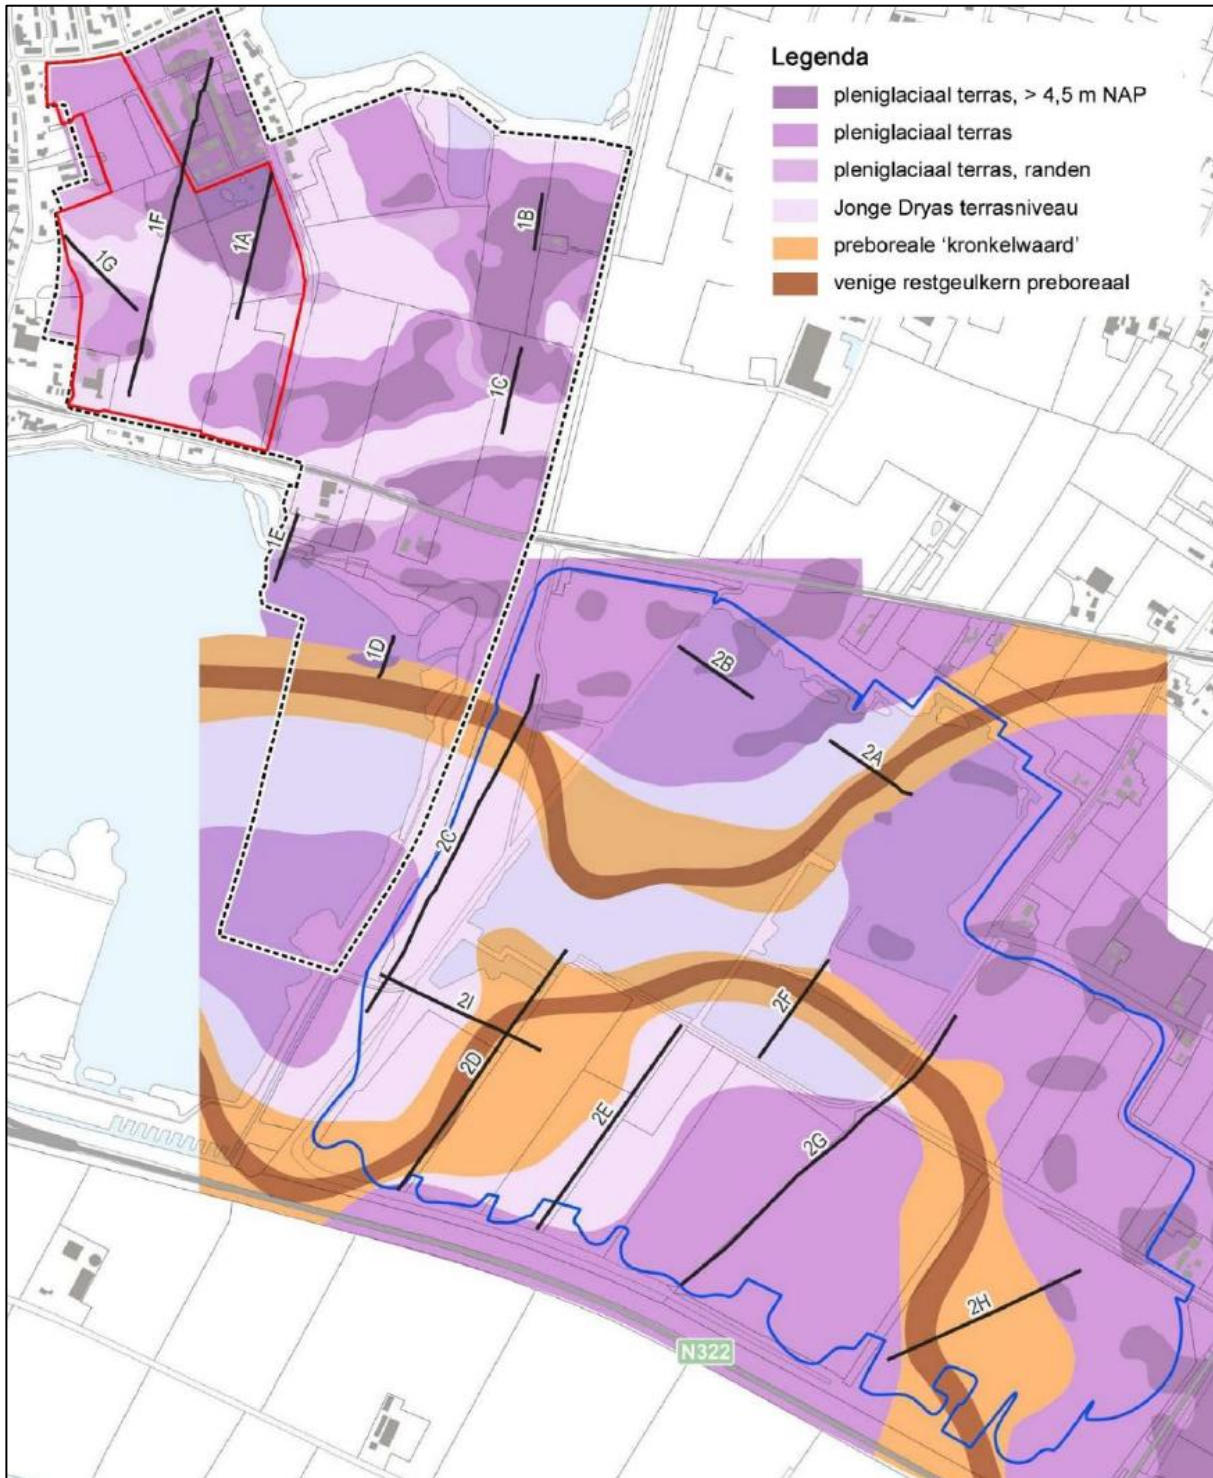 Legenda
pleniglaciaal terras, > 4,5 m NAP
pleniglaciaal terras
pleniglaciaal terras, randen
Jonge Dryas terrasniveau
preboreale ‘kronkelwaard’
venige restgeulkern preboreaal
1F
1A
1B
1G
1C
1E
1D
2B
2A
2C
2I
2F
2D
2E
2G
2H
N322